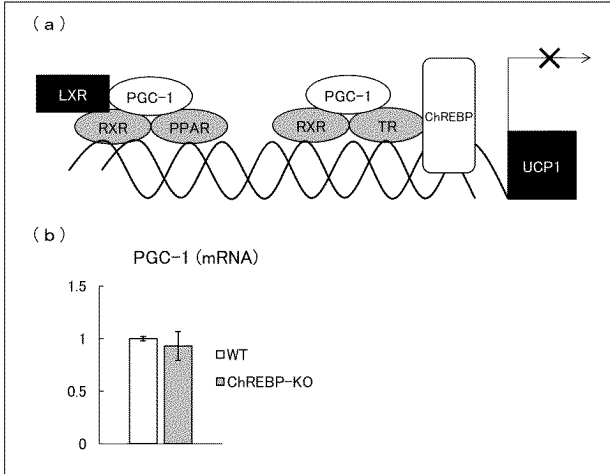 (a)
LXR
PGC-1
RXR
PPAR
PGC-1
RXR
TR
ChREBP
UCP1
(b)
PGC-1 (mRNA)
1.5
1
0.5
0
WT
ChREBP-KO